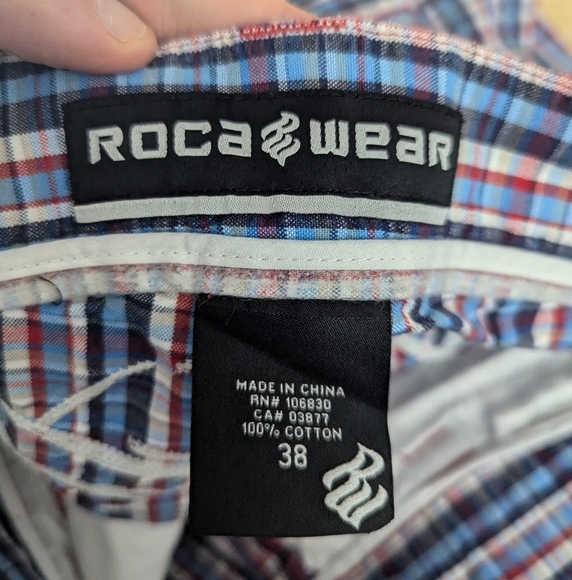 ROCA WEAR
MADE IN CHINA
RN# 106830
CA# 03877
100% COTTON
38